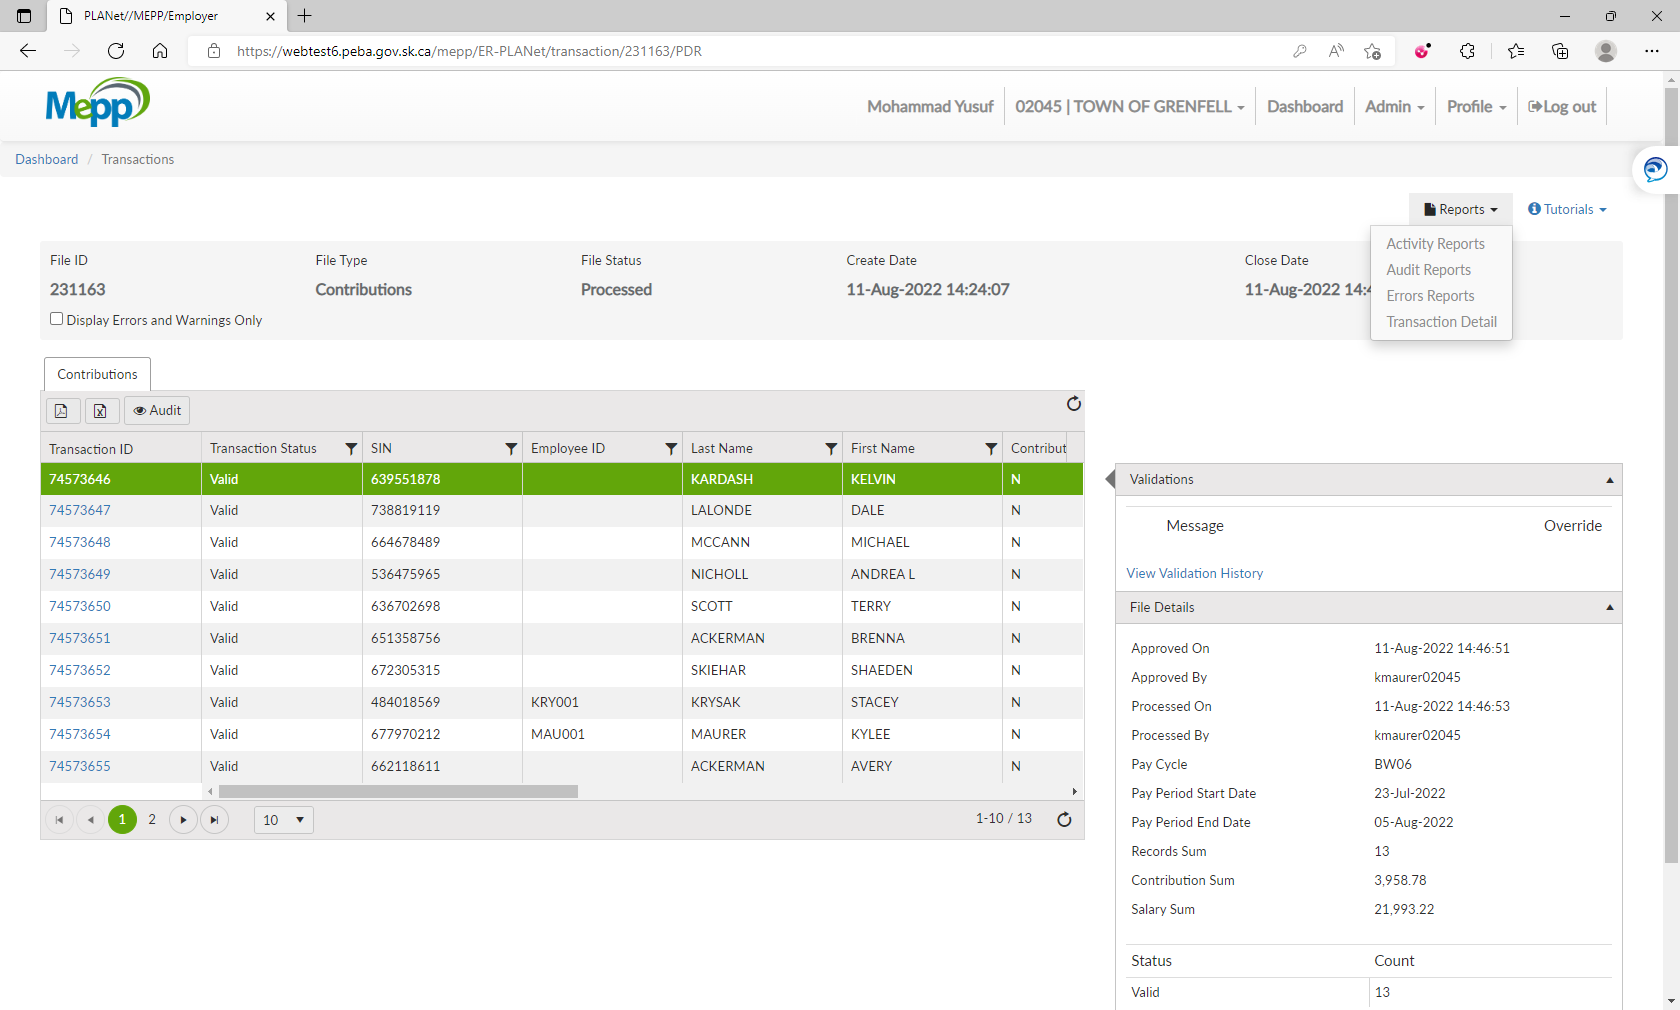 PLANet//MEPP/Employer
https://webtest6.peba.gov.sk.ca/mepp/ER-PLANet/transaction/231163/PDR
Mepp
Mohammad Yusuf
02045 | TOWN OF GRENFELL
Dashboard
Admin
Profile
Log out
Dashboard / Transactions
Reports
Tutorials
Activity Reports
Audit Reports
Errors Reports
Transaction Detail
File ID File Type File Status Create Date Close Date
231163 Contributions Processed 11-Aug-2022 14:24:07 11-Aug-2022 14:4
Display Errors and Warnings Only
Contributions
Audit
Transaction ID Transaction Status SIN Employee ID Last Name First Name Contribut
74573646 Valid 639551878 KARDASH KELVIN N
74573647 Valid 738819119 LALONDE DALE N
74573648 Valid 664678489 MCCANN MICHAEL N
74573649 Valid 536475965 NICHOLL ANDREA L N
74573650 Valid 636702698 SCOTT TERRY N
74573651 Valid 651358756 ACKERMAN BRENNA N
74573652 Valid 672305315 SKIEHAR SHAEDEN N
74573653 Valid 484018569 KRY001 KRYSAK STACEY N
74573654 Valid 677970212 MAU001 MAURER KYLEE N
74573655 Valid 662118611 ACKERMAN AVERY N
1 2 10 1-10 / 13
Validations
Message Override
View Validation History
File Details
Approved On 11-Aug-2022 14:46:51
Approved By kmaurer02045
Processed On 11-Aug-2022 14:46:53
Processed By kmaurer02045
Pay Cycle BW06
Pay Period Start Date 23-Jul-2022
Pay Period End Date 05-Aug-2022
Records Sum 13
Contribution Sum 3,958.78
Salary Sum 21,993.22
Status Count
Valid 13